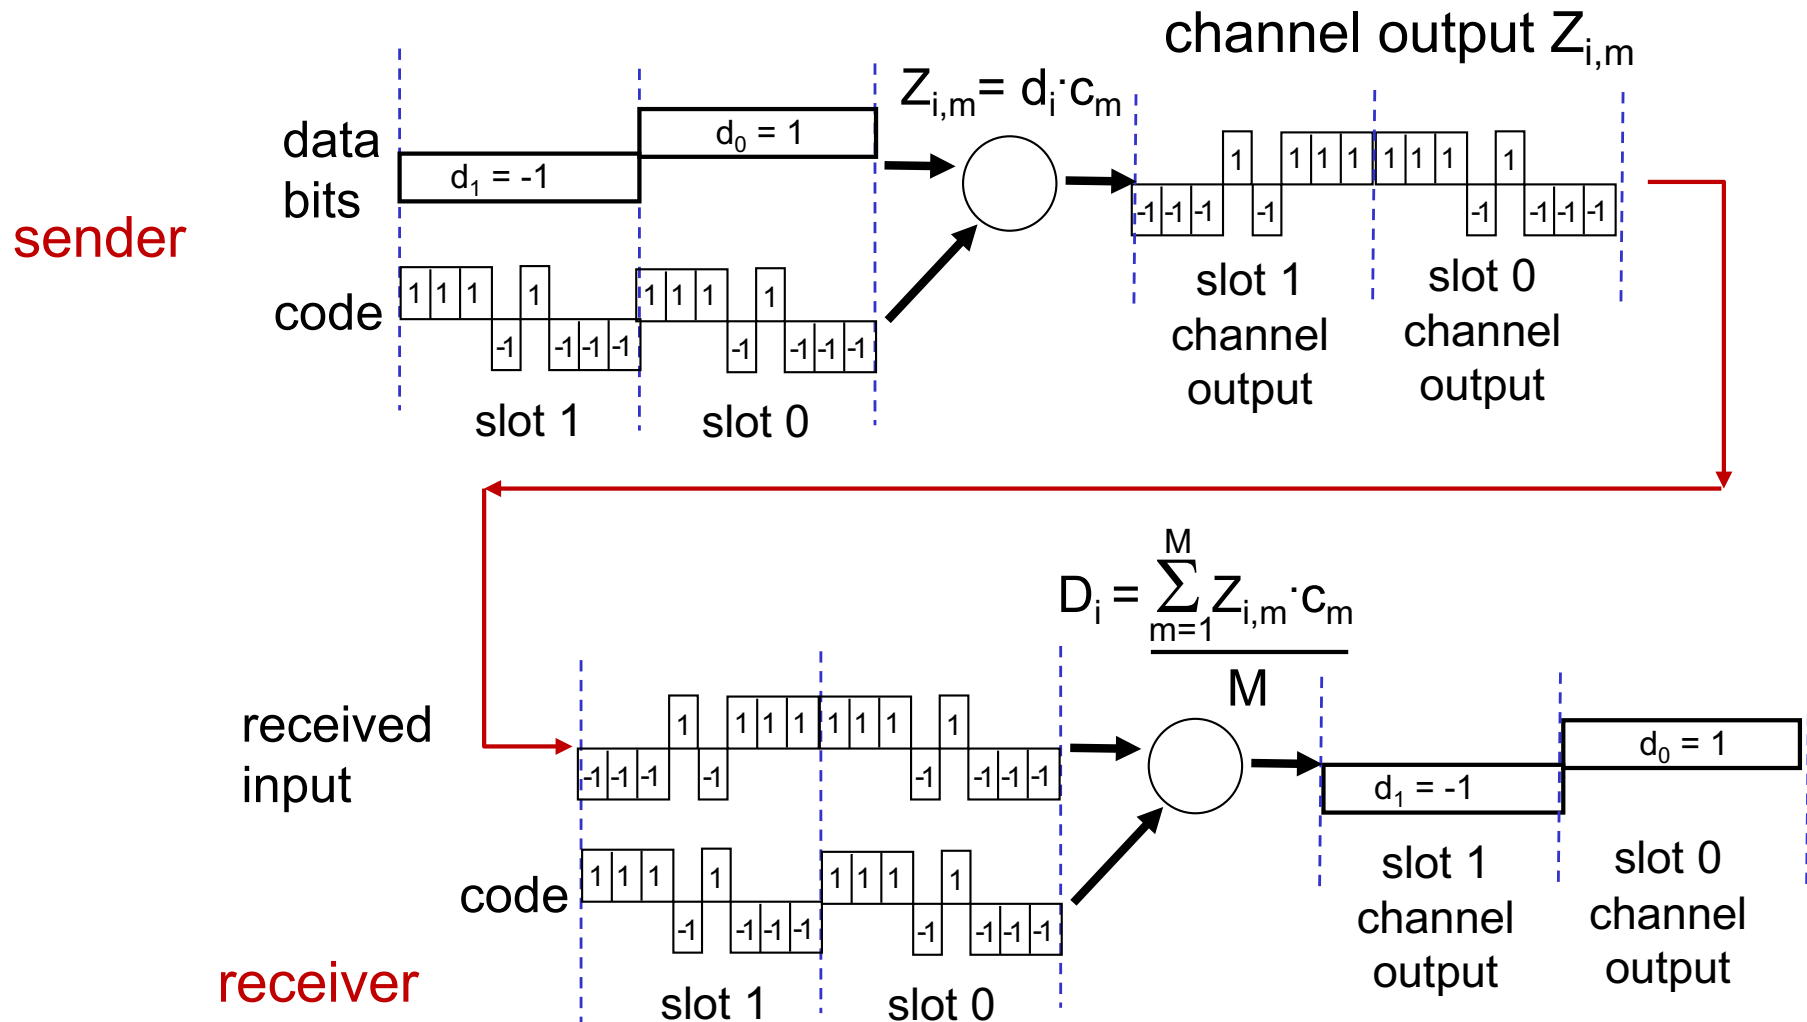 channel output Z_i,m
Z_i,m = d_i·c_m
data
bits
d_0 = 1
d_1 = -1
sender
code
1 1 1 -1 1 -1 -1 -1
1 1 1 -1 1 -1 -1 -1
slot 1
slot 0
-1 -1 -1 1 -1 1 1 1
1 1 1 -1 1 -1 -1 -1
slot 1
channel
output
slot 0
channel
output
D_i = Σ Z_i,m·c_m
M
m=1
M
received
input
-1 -1 -1 1 -1 1 1 1
1 1 1 -1 1 -1 -1 -1
code
1 1 1 -1 1 -1 -1 -1
1 1 1 -1 1 -1 -1 -1
slot 1
slot 0
receiver
d_0 = 1
d_1 = -1
slot 1
channel
output
slot 0
channel
output